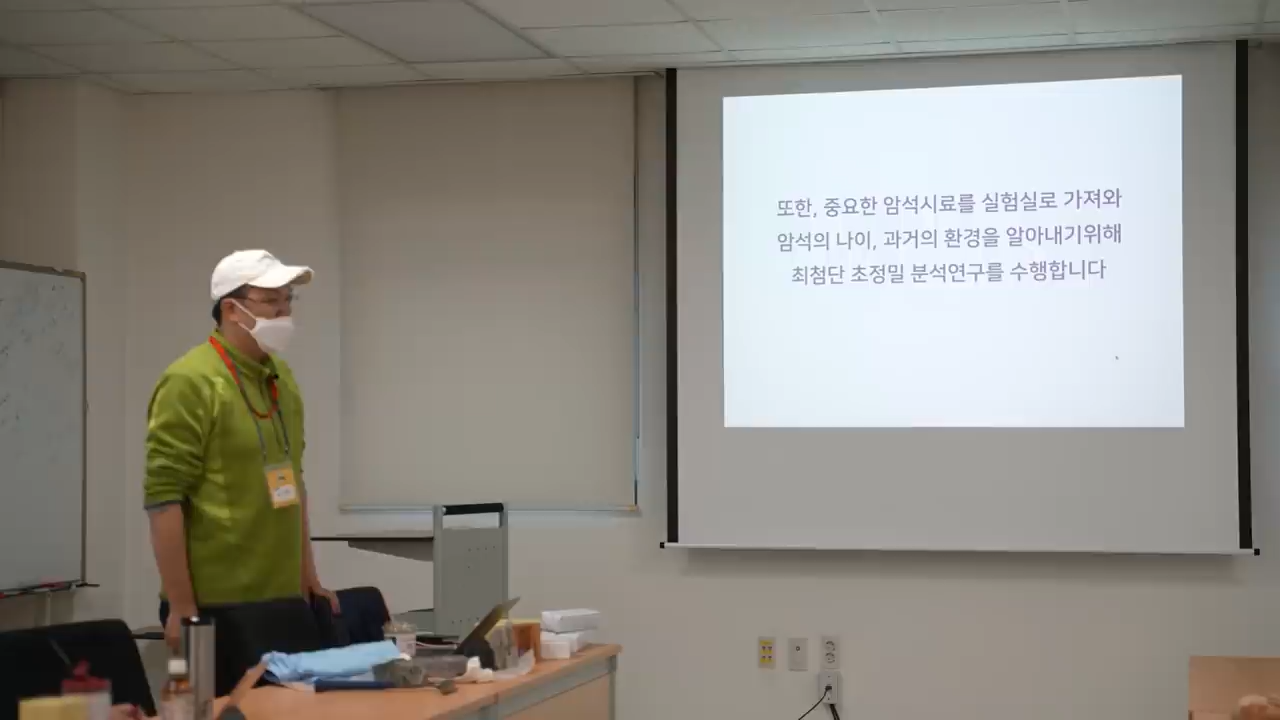 또한, 중요한 암석시료를 실험실로 가져와
암석의 나이, 과거의 환경을 알아내기위해
최첨단 초정밀 분석연구를 수행합니다